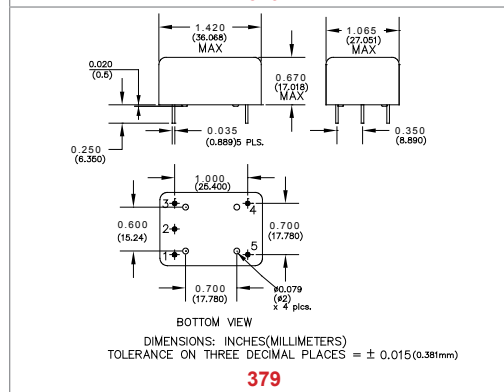 1.420
(36.068)
MAX
1.065
(27.051)
MAX
0.020
(0.5)
0.670
(17.018)
MAX
0.035
(0.889)5 PLS.
0.350
(8.890)
0.250
(6.350)
1.000
(25.400)
3
4
0.600
(15.24)
2
0.700
(17.780)
1
5
0.700
(17.780)
ø0.079
(ø2)
x 4 plcs.
BOTTOM VIEW
DIMENSIONS: INCHES(MILLIMETERS)
TOLERANCE ON THREE DECIMAL PLACES = ± 0.015(0.381mm)
379